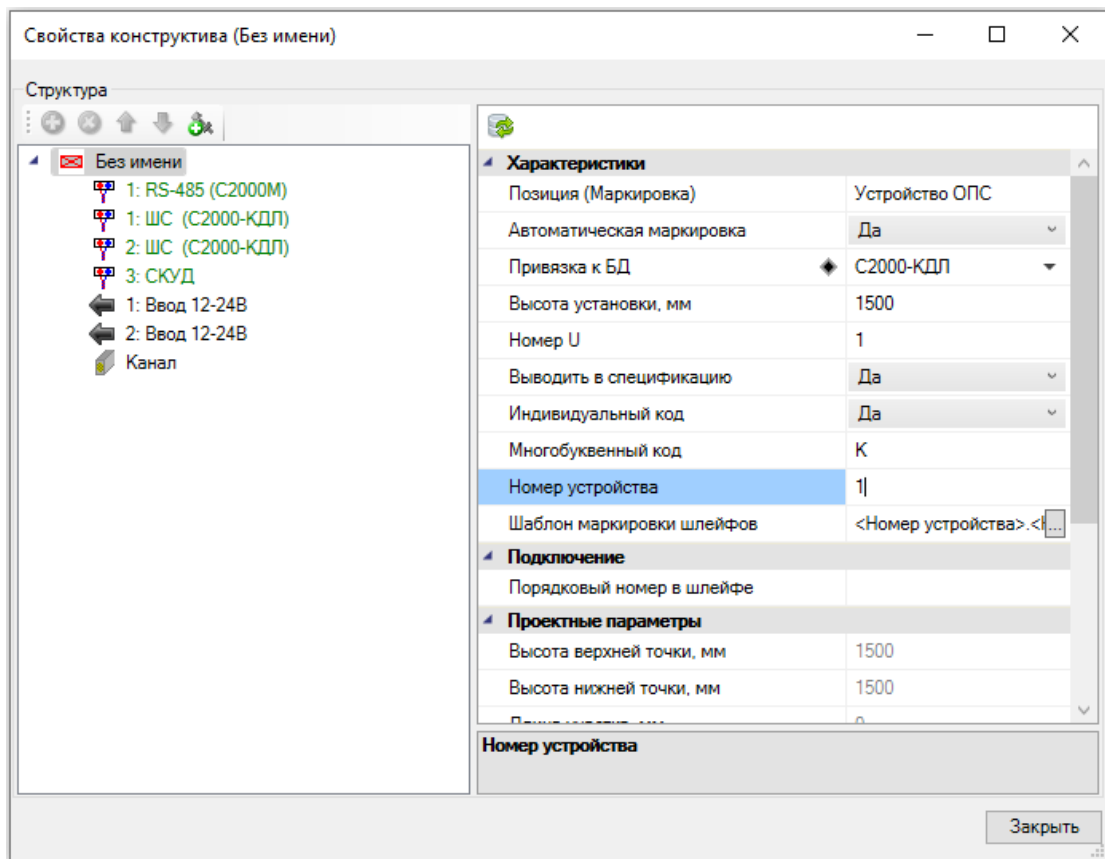 Свойства конструктива (Без имени)
Структура
Без имени
1: RS-485 (С2000М)
1: ШС (С2000-КДЛ)
2: ШС (С2000-КДЛ)
3: СКУД
1: Ввод 12-24В
2: Ввод 12-24В
Канал
Характеристики
Позиция (Маркировка) Устройство ОПС
Автоматическая маркировка Да
Привязка к БД С2000-КДЛ
Высота установки, мм 1500
Номер U 1
Выводить в спецификацию Да
Индивидуальный код Да
Многобуквенный код K
Номер устройства 1
Шаблон маркировки шлейфов <Номер устройства>.<
Подключение
Порядковый номер в шлейфе
Проектные параметры
Высота верхней точки, мм 1500
Высота нижней точки, мм 1500
Номер устройства
Закрыть